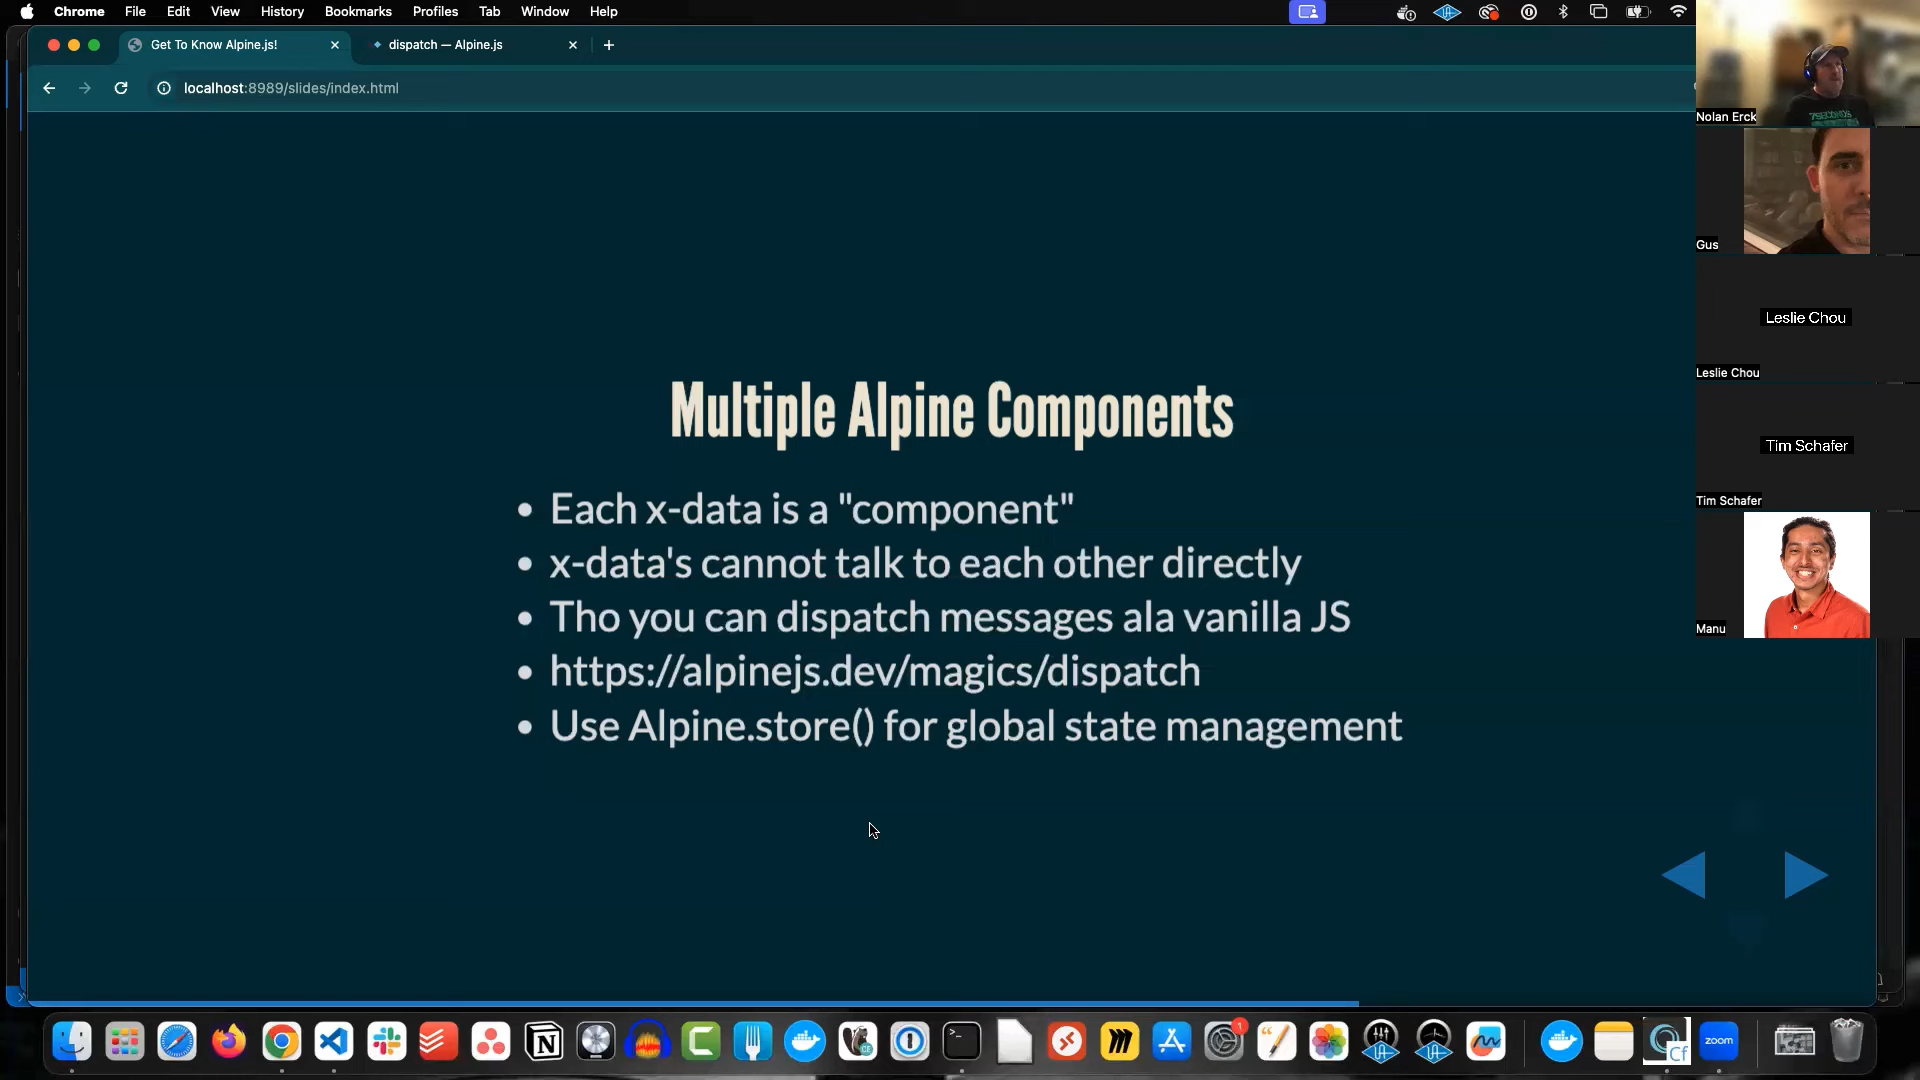 Chrome File Edit View History Bookmarks Profiles Tab Window Help
Get To Know Alpine.js!
dispatch — Alpine.js
localhost:8989/slides/index.html
Multiple Alpine Components
Each x-data is a "component"
x-data's cannot talk to each other directly
Tho you can dispatch messages ala vanilla JS
https://alpinejs.dev/magics/dispatch
Use Alpine.store() for global state management
7SECONDS
Nolan Erck
Gus
Leslie Chou
Leslie Chou
Tim Schafer
Tim Schafer
Manu
1
Cf
zoom